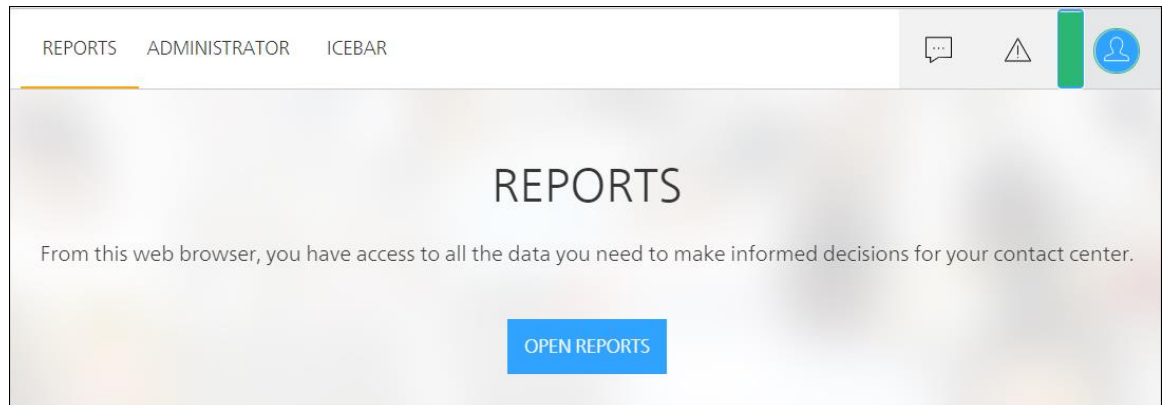 REPORTS ADMINISTRATOR ICEBAR
REPORTS
From this web browser, you have access to all the data you need to make informed decisions for your contact center.
OPEN REPORTS